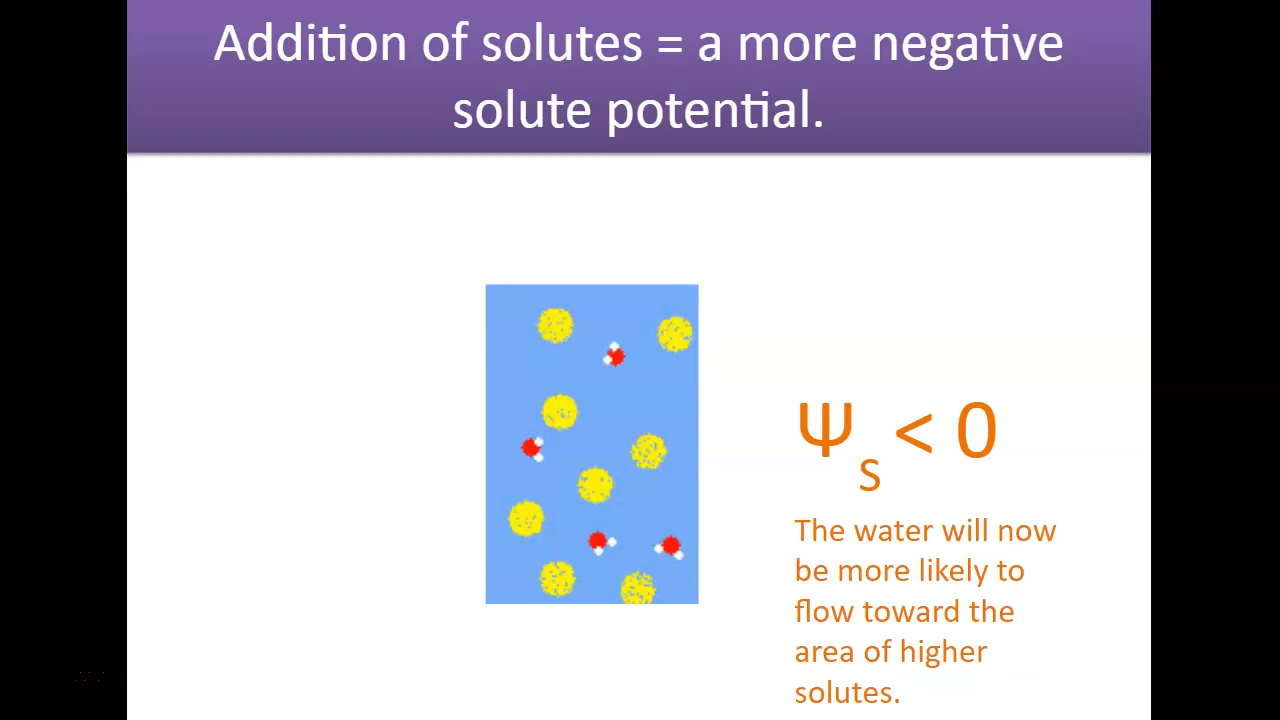 Addition of solutes = a more negative
solute potential.
Ψ
S
< 0
The water will now
be more likely to
flow toward the
area of higher
solutes.